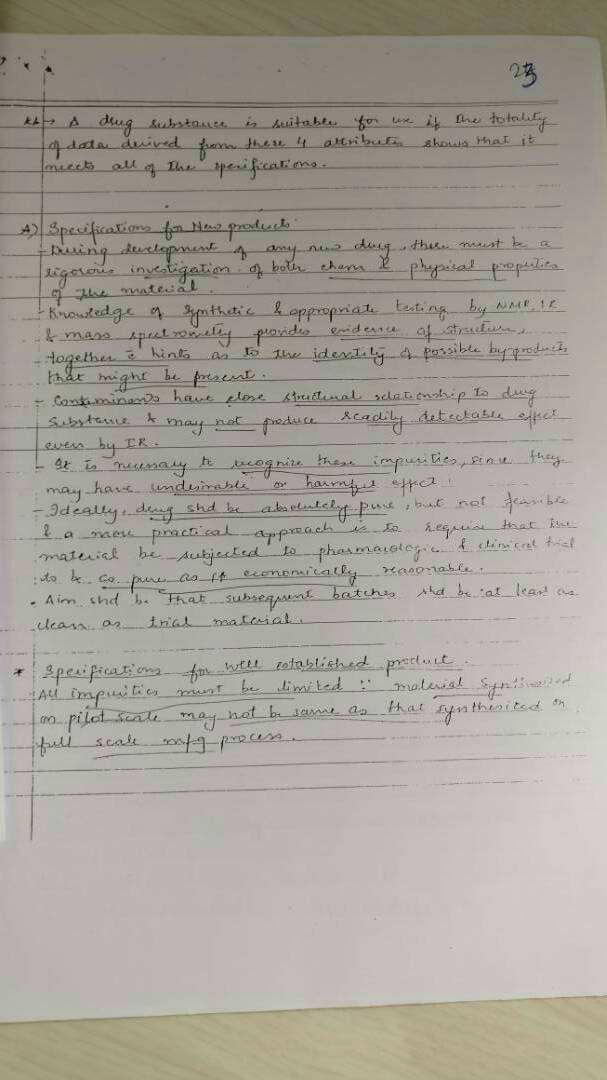 23
** → A drug substance is suitable for use if the totality
of data derived from these 4 attributes shows that it
meets all of the specifications.
A) Specifications for New products
- During development of any new drug, there must be a
rigorous investigation of both chem & physical properties
of the material.
- Knowledge of synthetic & appropriate testing by NMR, IR
& mass spectrometry provides evidence of structure,
together c̄ hints as to the identity of possible by-products
that might be present.
- Contaminants have close structural relationship to drug
substance & may not produce readily detectable effect
even by IR.
- It is necessary to recognize these impurities, since they
may have undesirable or harmful effect.
- Ideally, drug shd be absolutely pure, but not feasible
& a more practical approach is to require that the
material be subjected to pharmacologic & clinical trial
to be as pure as is economically reasonable.
• Aim shd be that subsequent batches shd be at least as
clean as trial material.
* Specifications for well established product.
All impurities must be limited ∵ material synthesized
on pilot scale may not be same as that synthesized on
full scale mfg process.